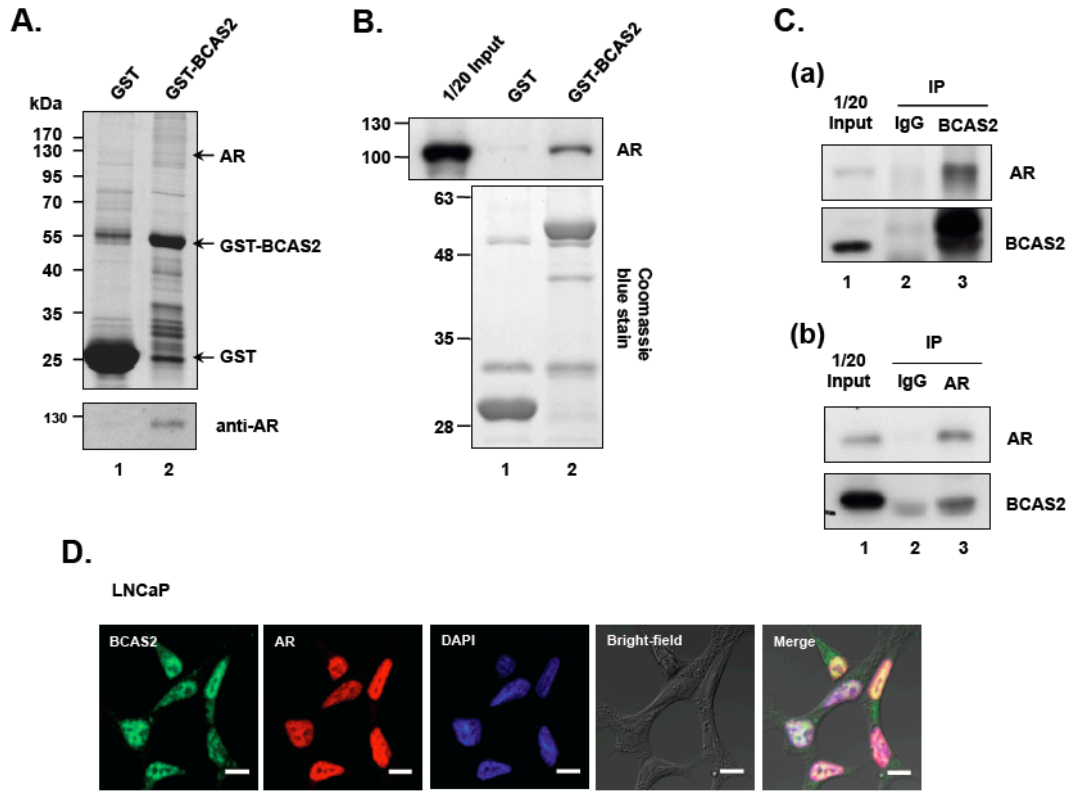 A.
GST
GST-BCAS2
kDa
170
130
95
70
55
40
35
25
AR
GST-BCAS2
GST
130
anti-AR
1
2
B.
1/20 Input
GST
GST-BCAS2
130
100
AR
63
48
35
28
Coomassie
blue stain
1
2
C.
(a)
1/20
Input
IP
IgG
BCAS2
AR
BCAS2
1
2
3
(b)
1/20
Input
IP
IgG
AR
AR
BCAS2
1
2
3
D.
LNCaP
BCAS2
AR
DAPI
Bright-field
Merge